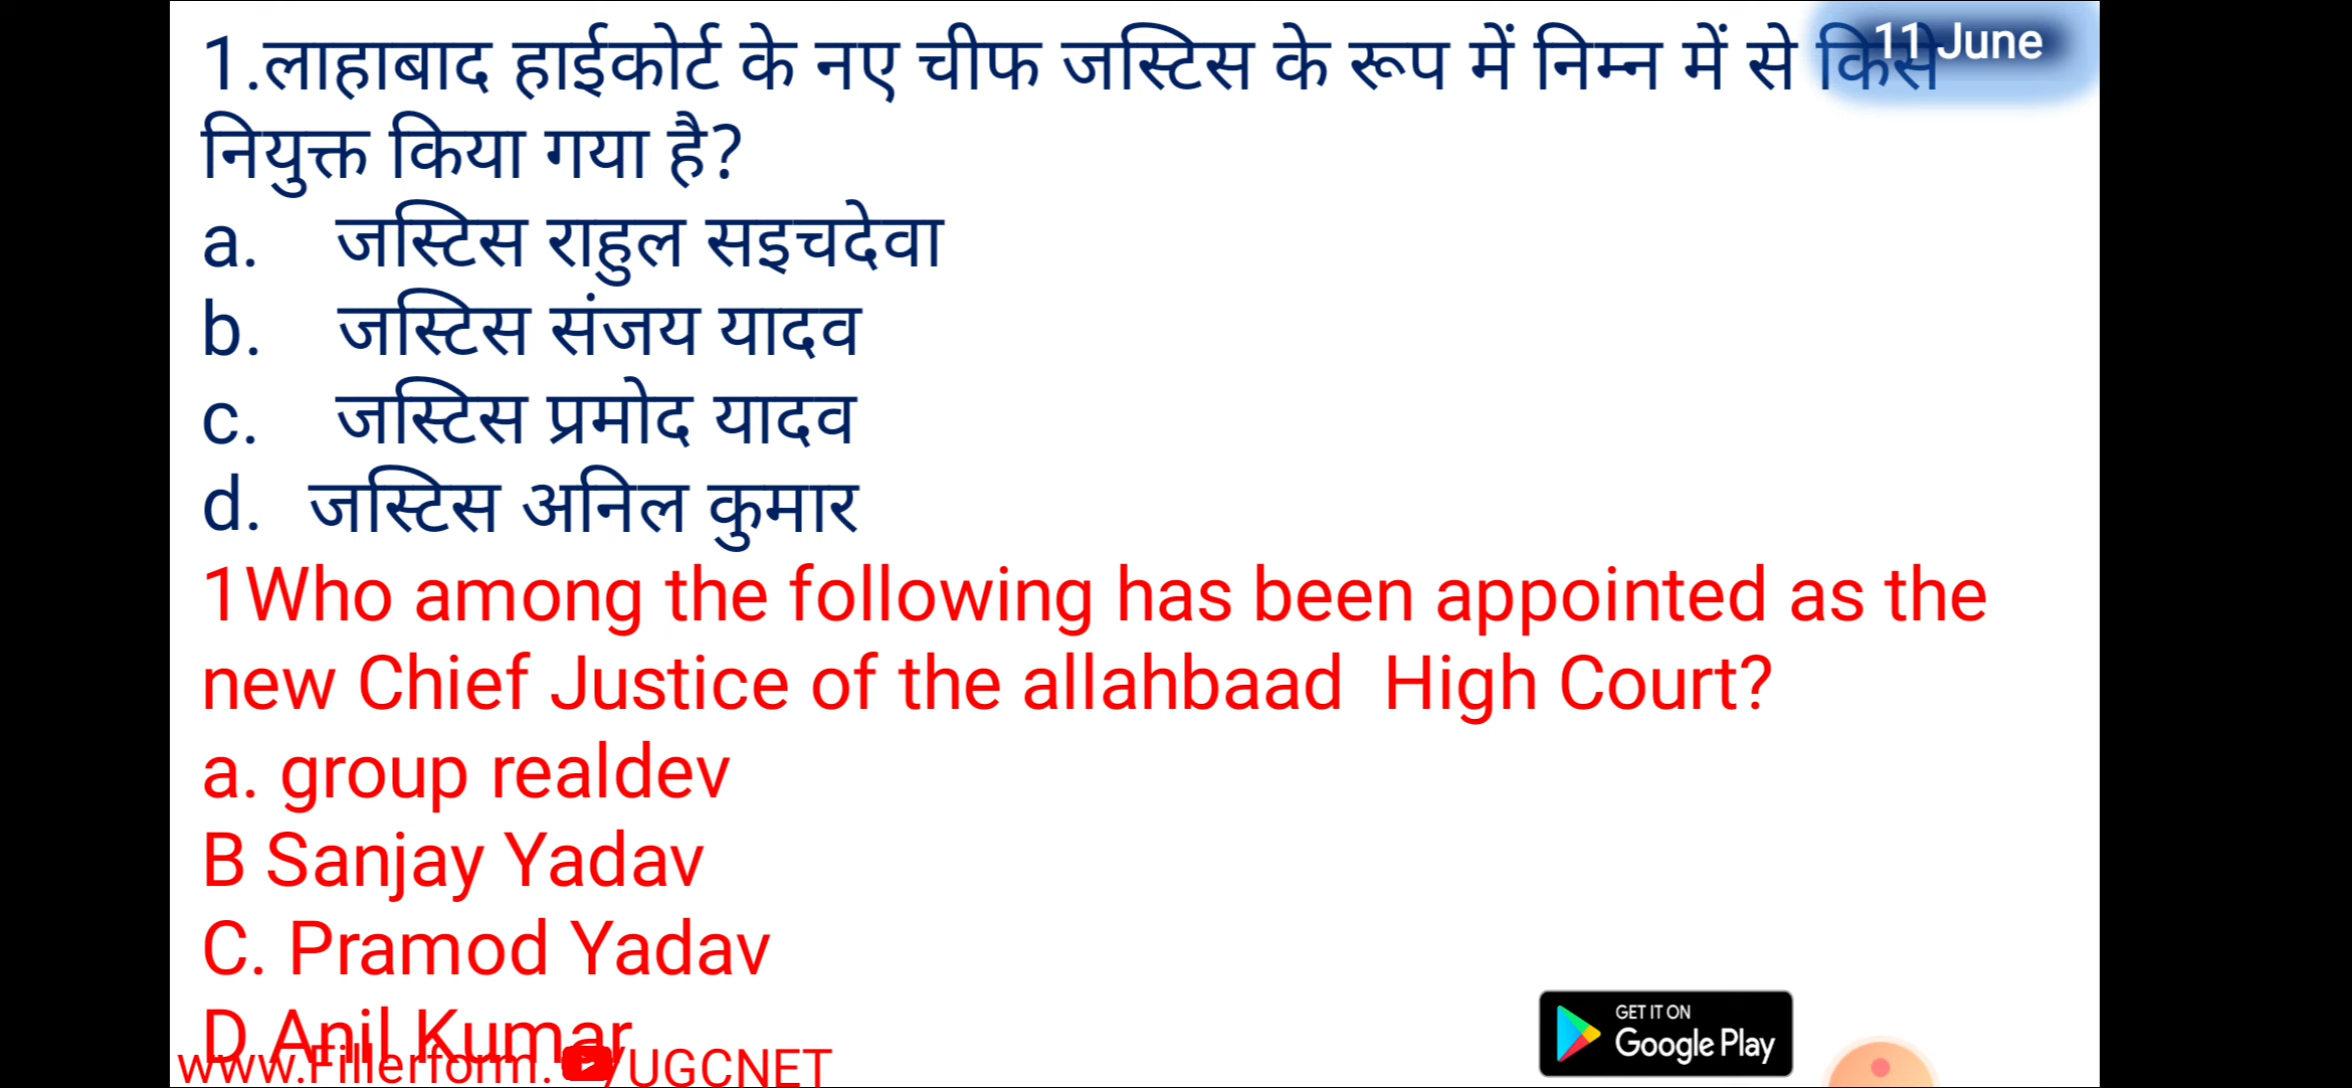 1.लाहाबाद हाईकोर्ट के नए चीफ जस्टिस के रूप में निम्न में से किसे
11 June
नियुक्त किया गया है?
a. जस्टिस राहुल सइचदेवा
b. जस्टिस संजय यादव
c. जस्टिस प्रमोद यादव
d. जस्टिस अनिल कुमार
1Who among the following has been appointed as the
new Chief Justice of the allahbaad High Court?
a. group realdev
B Sanjay Yadav
C. Pramod Yadav
D Anil Kumar
www.Fillerform. /UGCNET
GET IT ON
Google Play